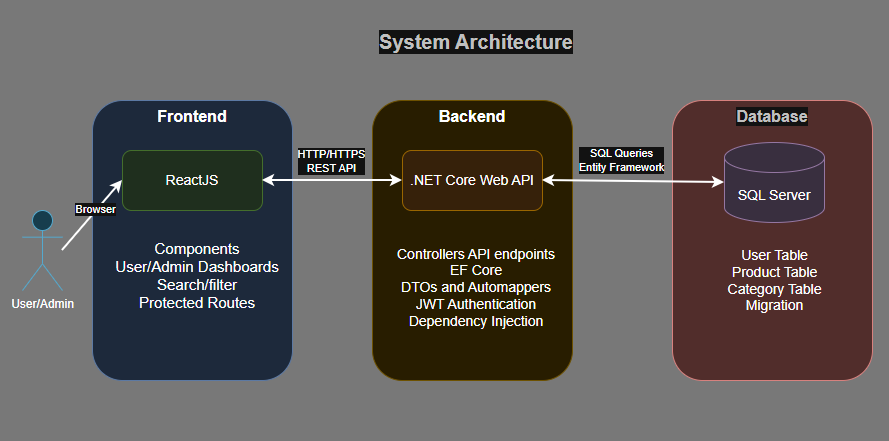 System Architecture
Frontend
Backend
Database
ReactJS
HTTP/HTTPS
REST API
.NET Core Web API
SQL Queries
Entity Framework
SQL Server
Browser
User/Admin
Components
User/Admin Dashboards
Search/filter
Protected Routes
Controllers API endpoints
EF Core
DTOs and Automappers
JWT Authentication
Dependency Injection
User Table
Product Table
Category Table
Migration